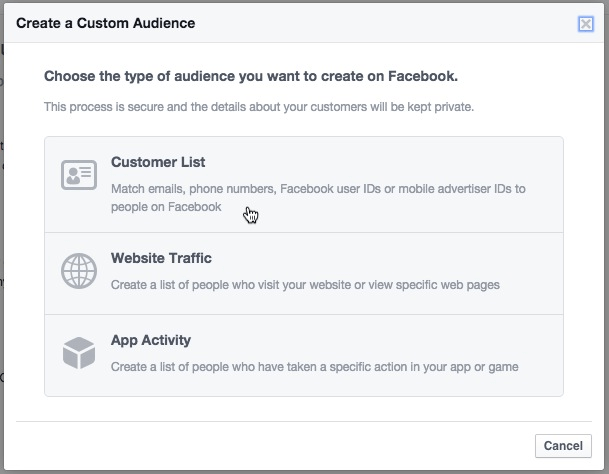 Create a Custom Audience
Choose the type of audience you want to create on Facebook.
This process is secure and the details about your customers will be kept private.
Customer List
Match emails, phone numbers, Facebook user IDs or mobile advertiser IDs to
people on Facebook
Website Traffic
Create a list of people who visit your website or view specific web pages
App Activity
Create a list of people who have taken a specific action in your app or game
Cancel